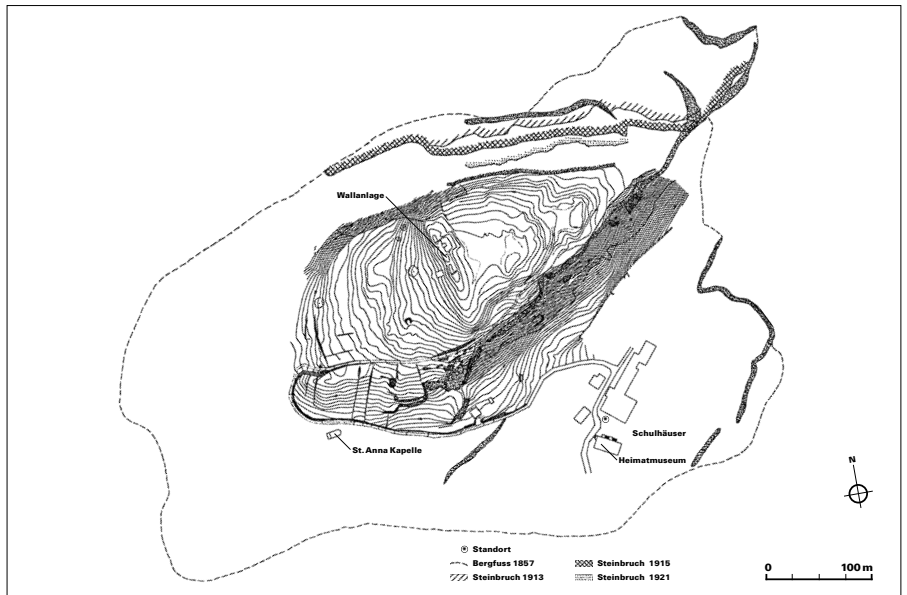 Wallanlage
St. Anna Kapelle
Schulhäuser
Heimatmuseum
N
Standort
Bergfuss 1857
Steinbruch 1913
Steinbruch 1915
Steinbruch 1921
0 100 m